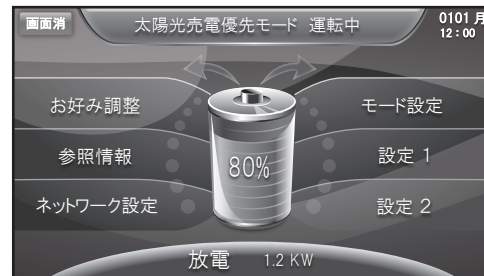 画面消
太陽光売電優先モード 運転中
0101 月
12:00
お好み調整
モード設定
参照情報
80%
設定 1
ネットワーク設定
設定 2
放電 1.2 KW